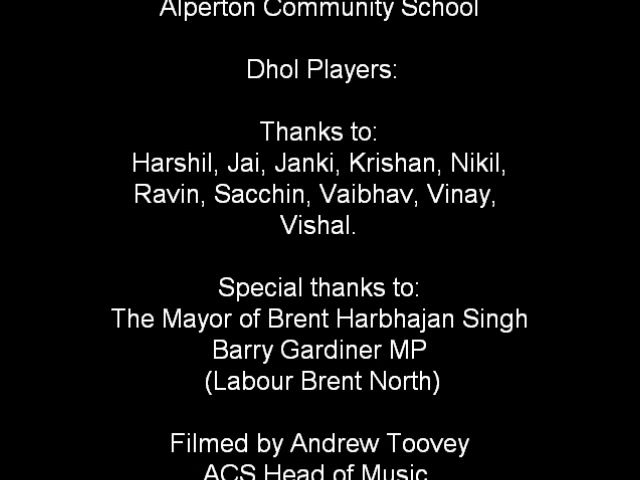 Alperton Community School
Dhol Players:
Thanks to:
Harshil, Jai, Janki, Krishan, Nikil,
Ravin, Sacchin, Vaibhav, Vinay,
Vishal.
Special thanks to:
The Mayor of Brent Harbhajan Singh
Barry Gardiner MP
(Labour Brent North)
Filmed by Andrew Toovey
ACS Head of Music